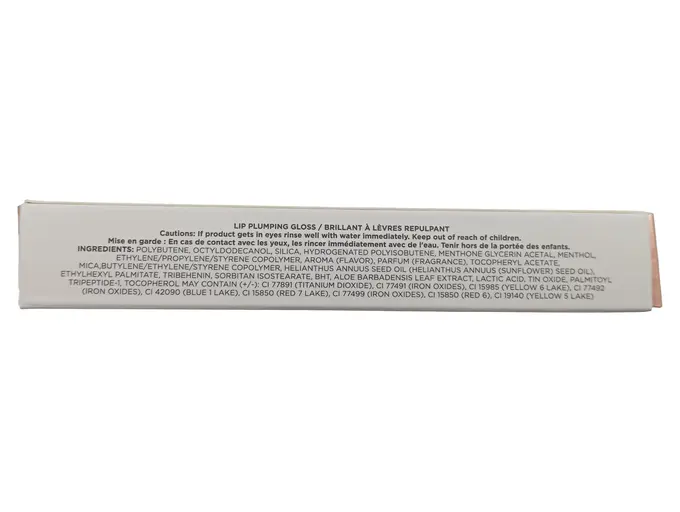 LIP PLUMPING GLOSS / BRILLANT À LÈVRES REPULPANT
Cautions: If product gets in eyes rinse well with water immediately. Keep out of reach of children.
Mise en garde : En cas de contact avec les yeux, les rincer immédiatement avec de l'eau. Tenir hors de la portée des enfants.
INGREDIENTS: POLYBUTENE, OCTYLDODECANOL, SILICA, HYDROGENATED POLYISOBUTENE, MENTHONE GLYCERIN ACETAL, MENTHOL,
ETHYLENE/PROPYLENE/STYRENE COPOLYMER, AROMA (FLAVOR), PARFUM (FRAGRANCE), TOCOPHERYL ACETATE,
MICA,BUTYLENE/ETHYLENE/STYRENE COPOLYMER, HELIANTHUS ANNUUS SEED OIL (HELIANTHUS ANNUUS (SUNFLOWER) SEED OIL),
ETHYLHEXYL PALMITATE, TRIBEHENIN, SORBITAN ISOSTEARATE, BHT, ALOE BARBADENSIS LEAF EXTRACT, LACTIC ACID, TIN OXIDE, PALMITOYL
TRIPEPTIDE-1, TOCOPHEROL MAY CONTAIN (+/-): CI 77891 (TITANIUM DIOXIDE), CI 77491 (IRON OXIDES), CI 15985 (YELLOW 6 LAKE), CI 77492
(IRON OXIDES), CI 42090 (BLUE 1 LAKE), CI 15850 (RED 7 LAKE), CI 77499 (IRON OXIDES), CI 15850 (RED 6), CI 19140 (YELLOW 5 LAKE)